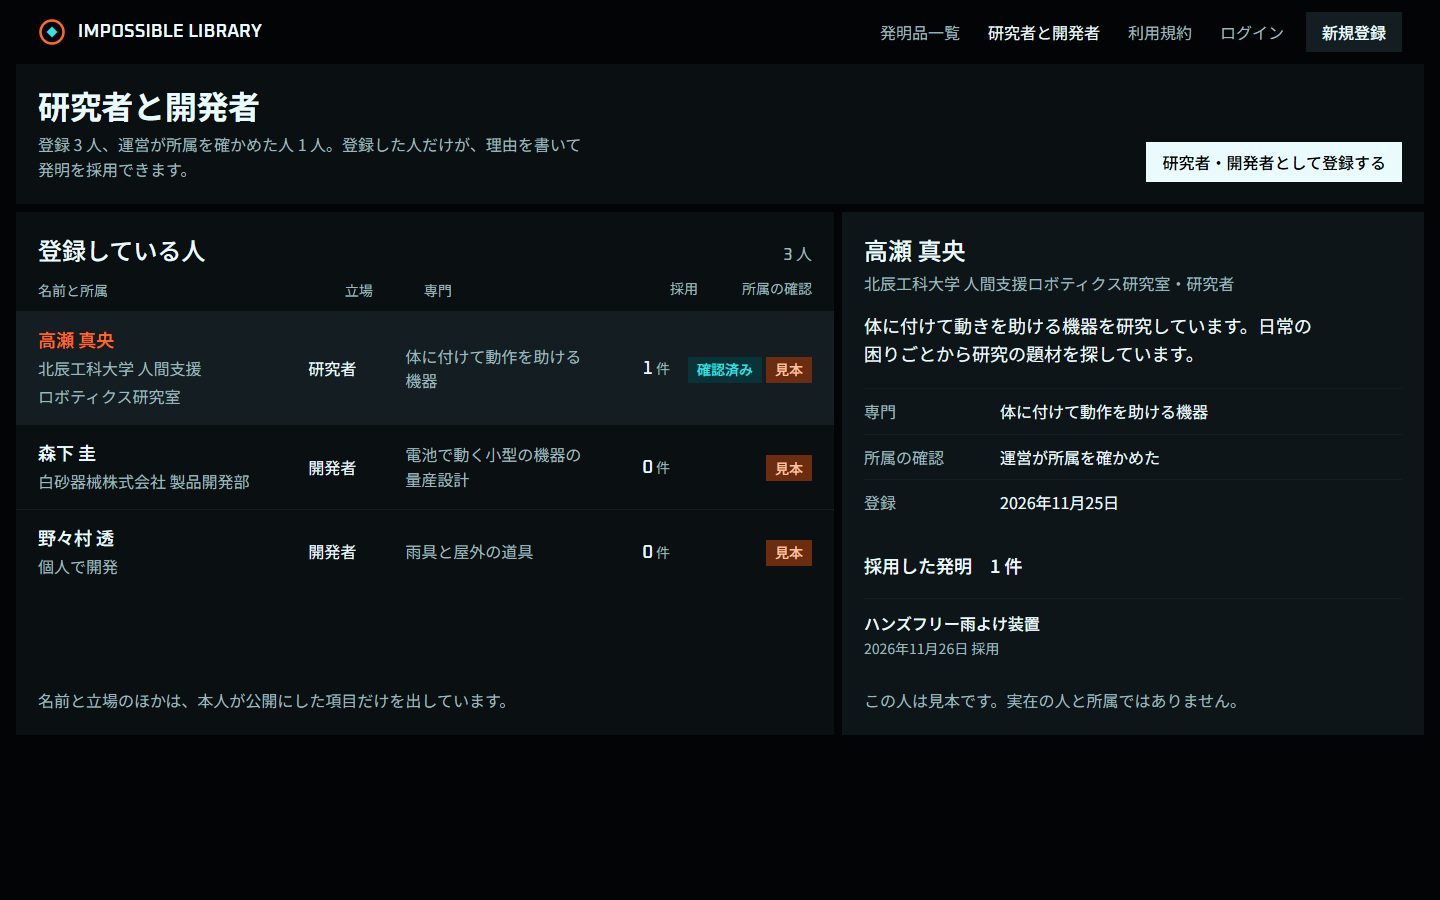 IMPOSSIBLE LIBRARY
発明品一覧 研究者と開発者 利用規約 ログイン 新規登録
研究者と開発者
登録 3 人、運営が所属を確かめた人 1 人。登録した人だけが、理由を書いて
発明を採用できます。
研究者・開発者として登録する
登録している人
3 人
名前と所属 立場 専門 採用 所属の確認
高瀬 真央
北辰工科大学 人間支援
ロボティクス研究室
研究者
体に付けて動作を助ける
機器
1 件
確認済み 見本
森下 圭
白砂器械株式会社 製品開発部
開発者
電池で動く小型の機器の
量産設計
0 件
見本
野々村 透
個人で開発
開発者
雨具と屋外の道具
0 件
見本
名前と立場のほかは、本人が公開にした項目だけを出しています。
高瀬 真央
北辰工科大学 人間支援ロボティクス研究室・研究者
体に付けて動きを助ける機器を研究しています。日常の
困りごとから研究の題材を探しています。
専門 体に付けて動作を助ける機器
所属の確認 運営が所属を確かめた
登録 2026年11月25日
採用した発明 1 件
ハンズフリー雨よけ装置
2026年11月26日 採用
この人は見本です。実在の人と所属ではありません。